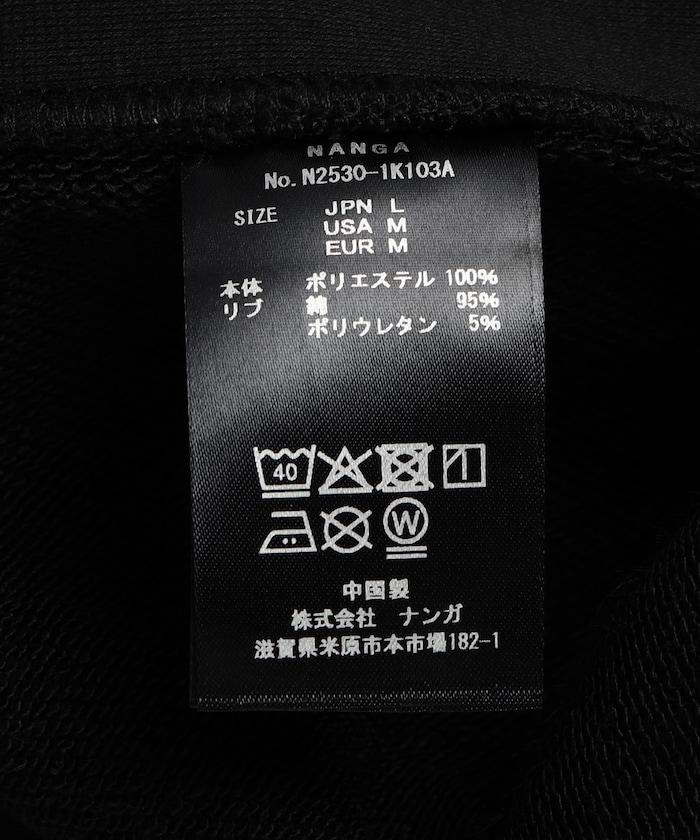 NANGA
No.N2530-1K103A
SIZE JPN L
USA M
EUR M
本体 ポリエステル 100%
リブ 綿 95%
ポリウレタン 5%
40
W
中国製
株式会社 ナンガ
滋賀県米原市本市場182-1